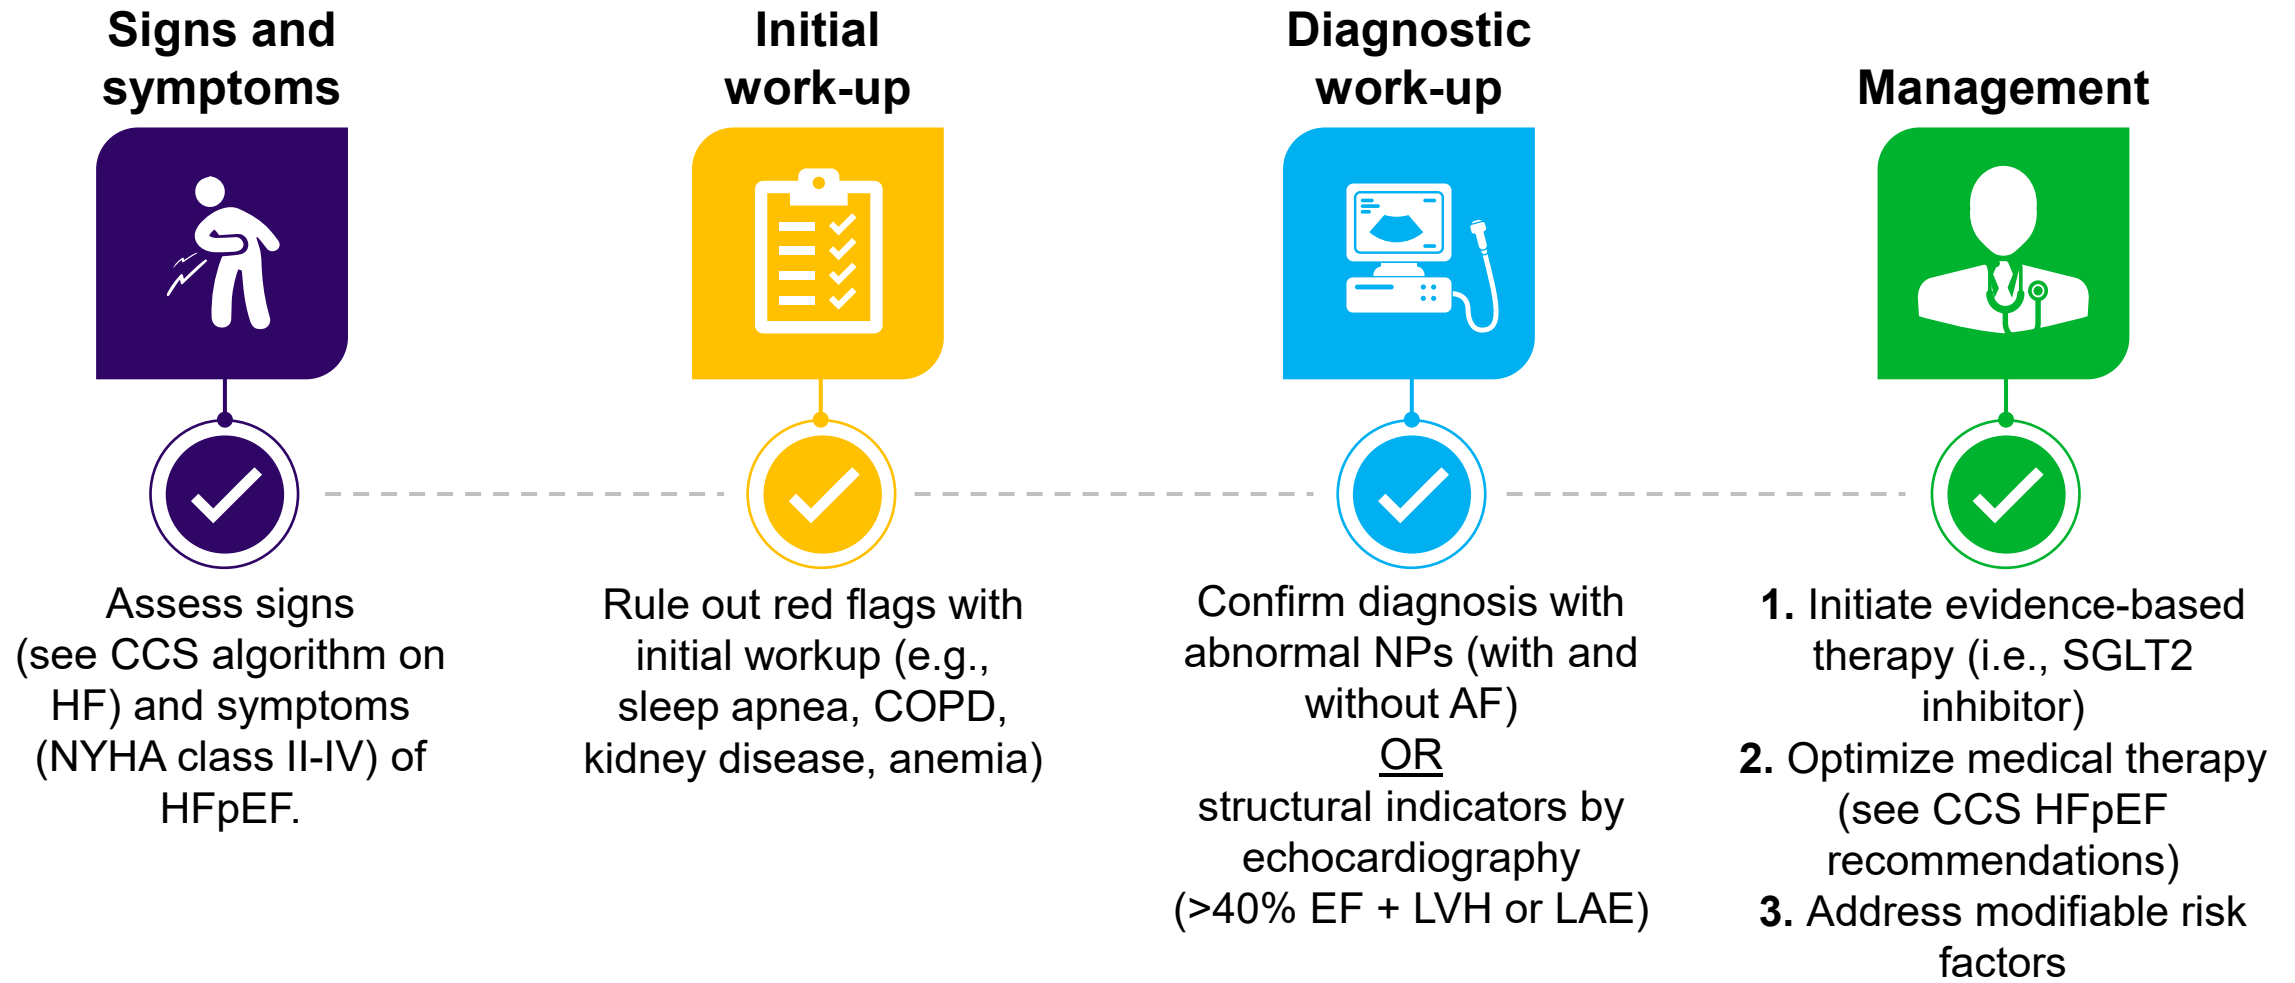 Signs and
symptoms
Initial
work-up
Diagnostic
work-up
Management
Assess signs
(see CCS algorithm on
HF) and symptoms
(NYHA class II-IV) of
HFpEF.
Rule out red flags with
initial workup (e.g.,
sleep apnea, COPD,
kidney disease, anemia)
Confirm diagnosis with
abnormal NPs (with and
without AF)
OR
structural indicators by
echocardiography
(>40% EF + LVH or LAE)
1. Initiate evidence-based
therapy (i.e., SGLT2
inhibitor)
2. Optimize medical therapy
(see CCS HFpEF
recommendations)
3. Address modifiable risk
factors